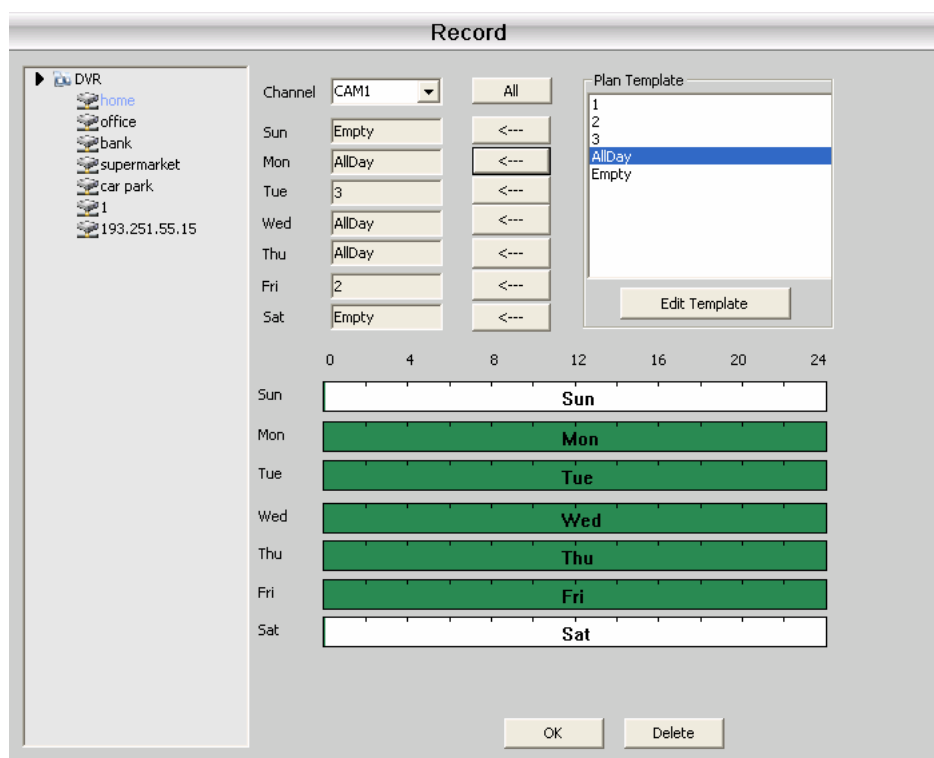 Record
DVR
home
office
bank
supermarket
car park
1
193.251.55.15
Channel CAM1 All
Sun Empty <---
Mon AllDay <---
Tue 3 <---
Wed AllDay <---
Thu AllDay <---
Fri 2 <---
Sat Empty <---
Plan Template
1
2
3
AllDay
Empty
Edit Template
0 4 8 12 16 20 24
Sun Sun
Mon Mon
Tue Tue
Wed Wed
Thu Thu
Fri Fri
Sat Sat
OK Delete